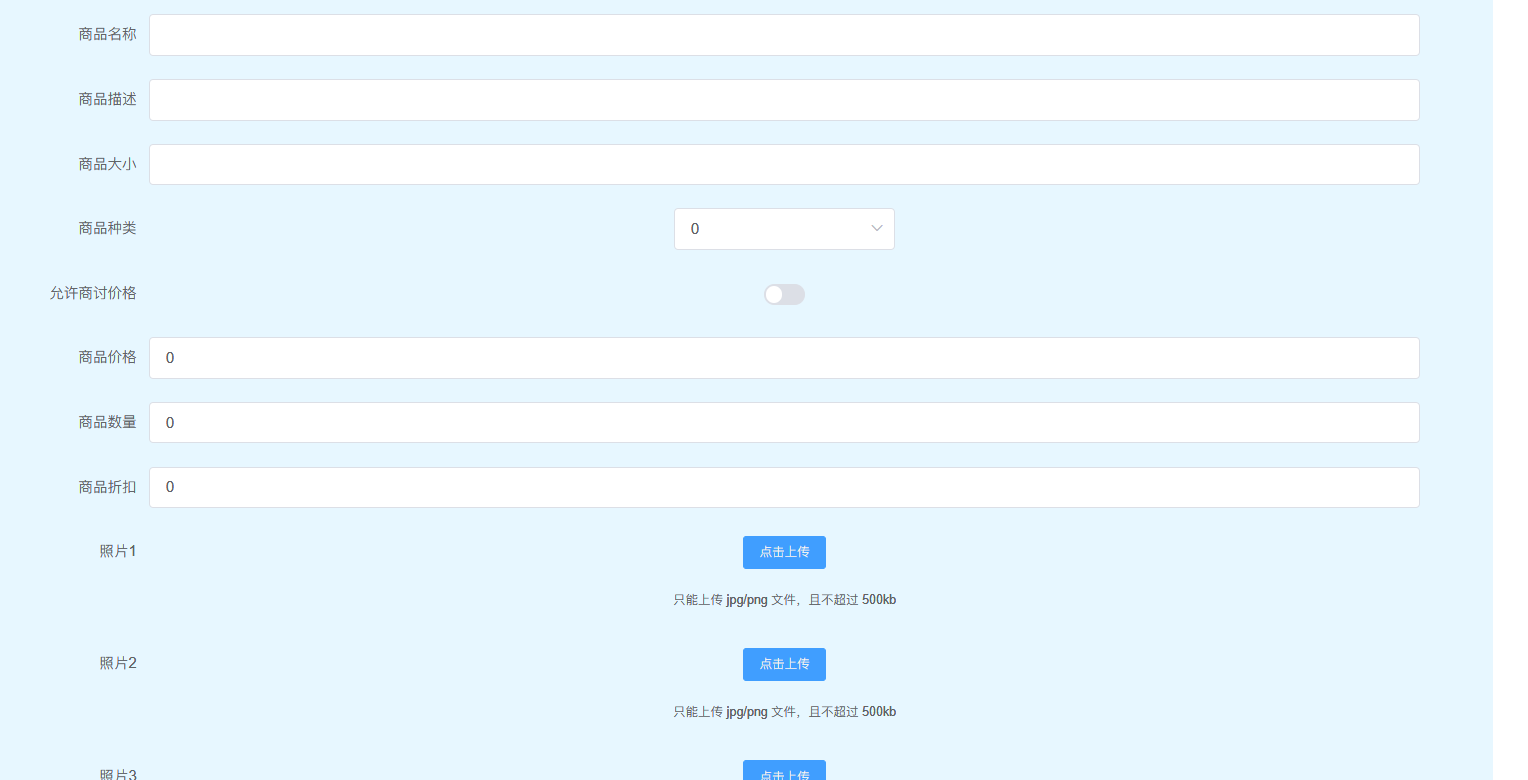 商品名称
商品描述
商品大小
商品种类 0
允许商讨价格
商品价格 0
商品数量 0
商品折扣 0
照片1 点击上传
只能上传 jpg/png 文件，且不超过 500kb
照片2 点击上传
只能上传 jpg/png 文件，且不超过 500kb
照片3 点击上传